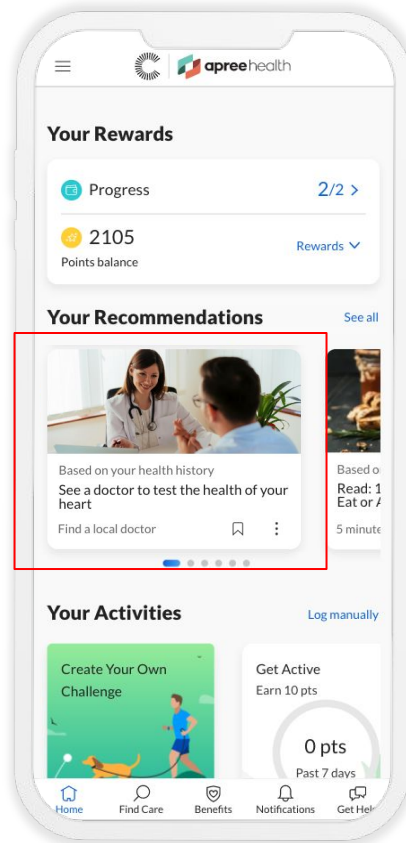 apreehealth
Your Rewards
Progress
2/2 >
2105
Points balance
Rewards
Your Recommendations
See all
Based on your health history
See a doctor to test the health of your
heart
Find a local doctor
Based o
Read: 1
Eat or A
5 minute
Your Activities
Log manually
Create Your Own
Challenge
Get Active
Earn 10 pts
0 pts
Past 7 days
Home
Find Care
Benefits
Notifications
Get Help